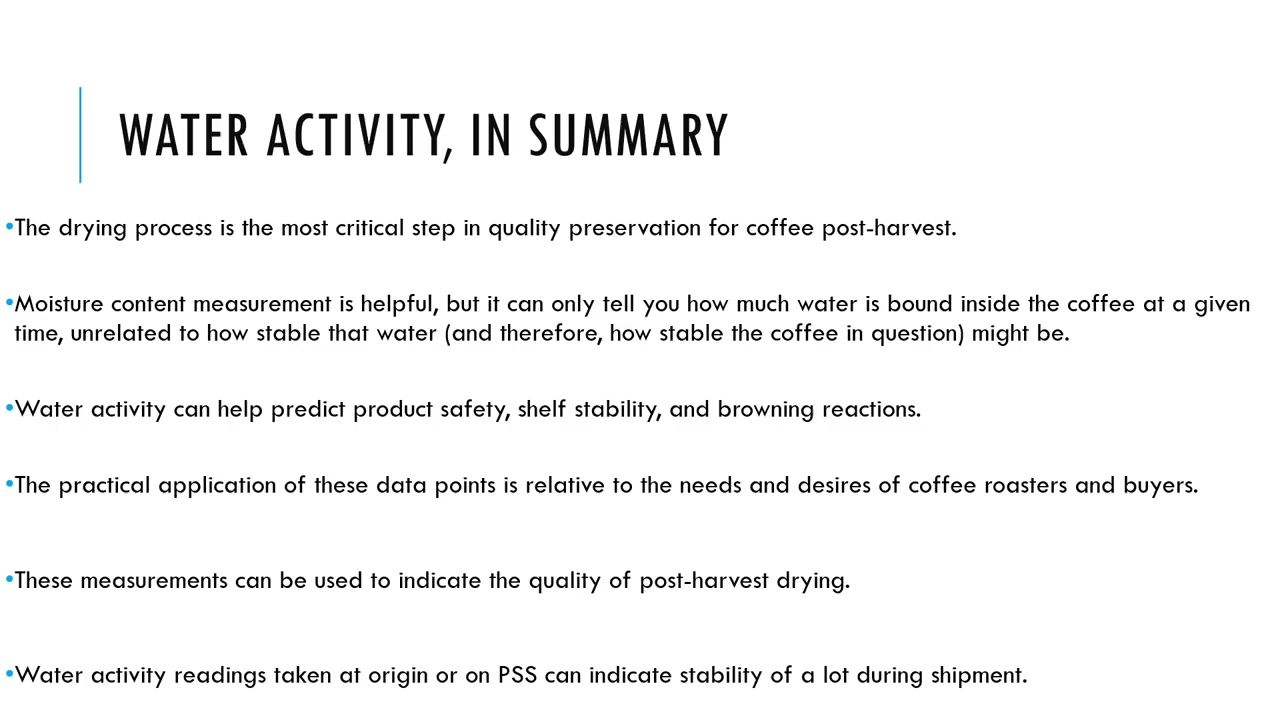 WATER ACTIVITY, IN SUMMARY
•The drying process is the most critical step in quality preservation for coffee post-harvest.
•Moisture content measurement is helpful, but it can only tell you how much water is bound inside the coffee at a given
time, unrelated to how stable that water (and therefore, how stable the coffee in question) might be.
•Water activity can help predict product safety, shelf stability, and browning reactions.
•The practical application of these data points is relative to the needs and desires of coffee roasters and buyers.
•These measurements can be used to indicate the quality of post-harvest drying.
•Water activity readings taken at origin or on PSS can indicate stability of a lot during shipment.